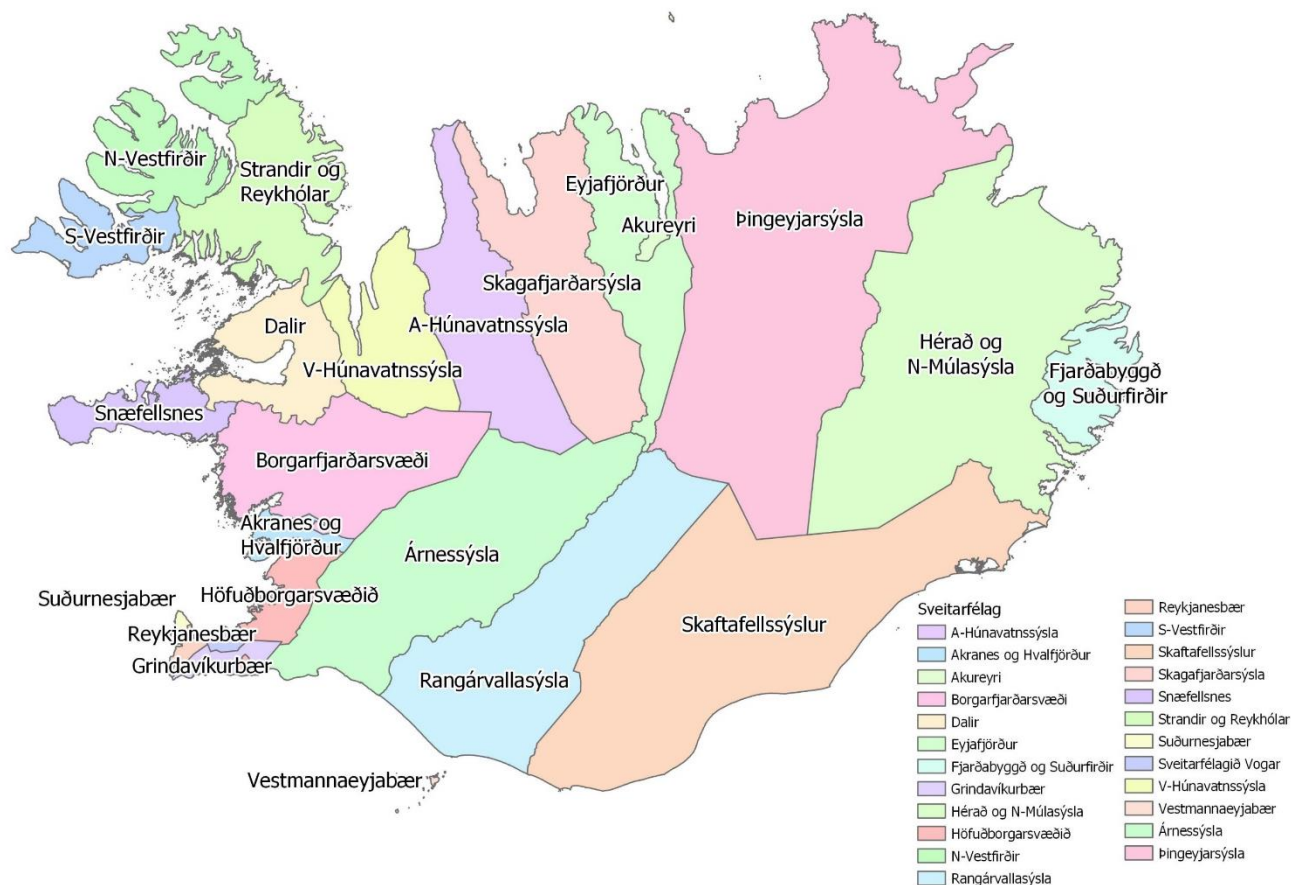 N-Vestfirðir
Strandir og
Reykhólar
S-Vestfirðir
Eyjafjörður
Akureyri
Þingeyjarsýsla
Skagafjarðarsýsla
Dalir
A-Húnavatnssýsla
V-Húnavatnssýsla
Hérað og
N-Múlasýsla
Fjarðabyggð
og Suðurfirðir
Snæfellsnes
Borgarfjarðarsvæði
Akranes og
Hvalfjörður
Árnessýsla
Höfuðborgarsvæðið
Suðurnesjabær
Reykjanesbær
Grindavíkurbær
Skaftafellssýslur
Rangárvallasýsla
Vestmannaeyjabær
Sveitarfélag
A-Húnavatnssýsla
Akranes og Hvalfjörður
Akureyri
Borgarfjarðarsvæði
Dalir
Eyjafjörður
Fjarðabyggð og Suðurfirðir
Grindavíkurbær
Hérað og N-Múlasýsla
Höfuðborgarsvæðið
N-Vestfirðir
Rangárvallasýsla
Reykjanesbær
S-Vestfirðir
Skaftafellssýslur
Skagafjarðarsýsla
Snæfellsnes
Strandir og Reykhólar
Suðurnesjabær
Sveitarfélagið Vogar
V-Húnavatnssýsla
Vestmannaeyjabær
Árnessýsla
Þingeyjarsýsla